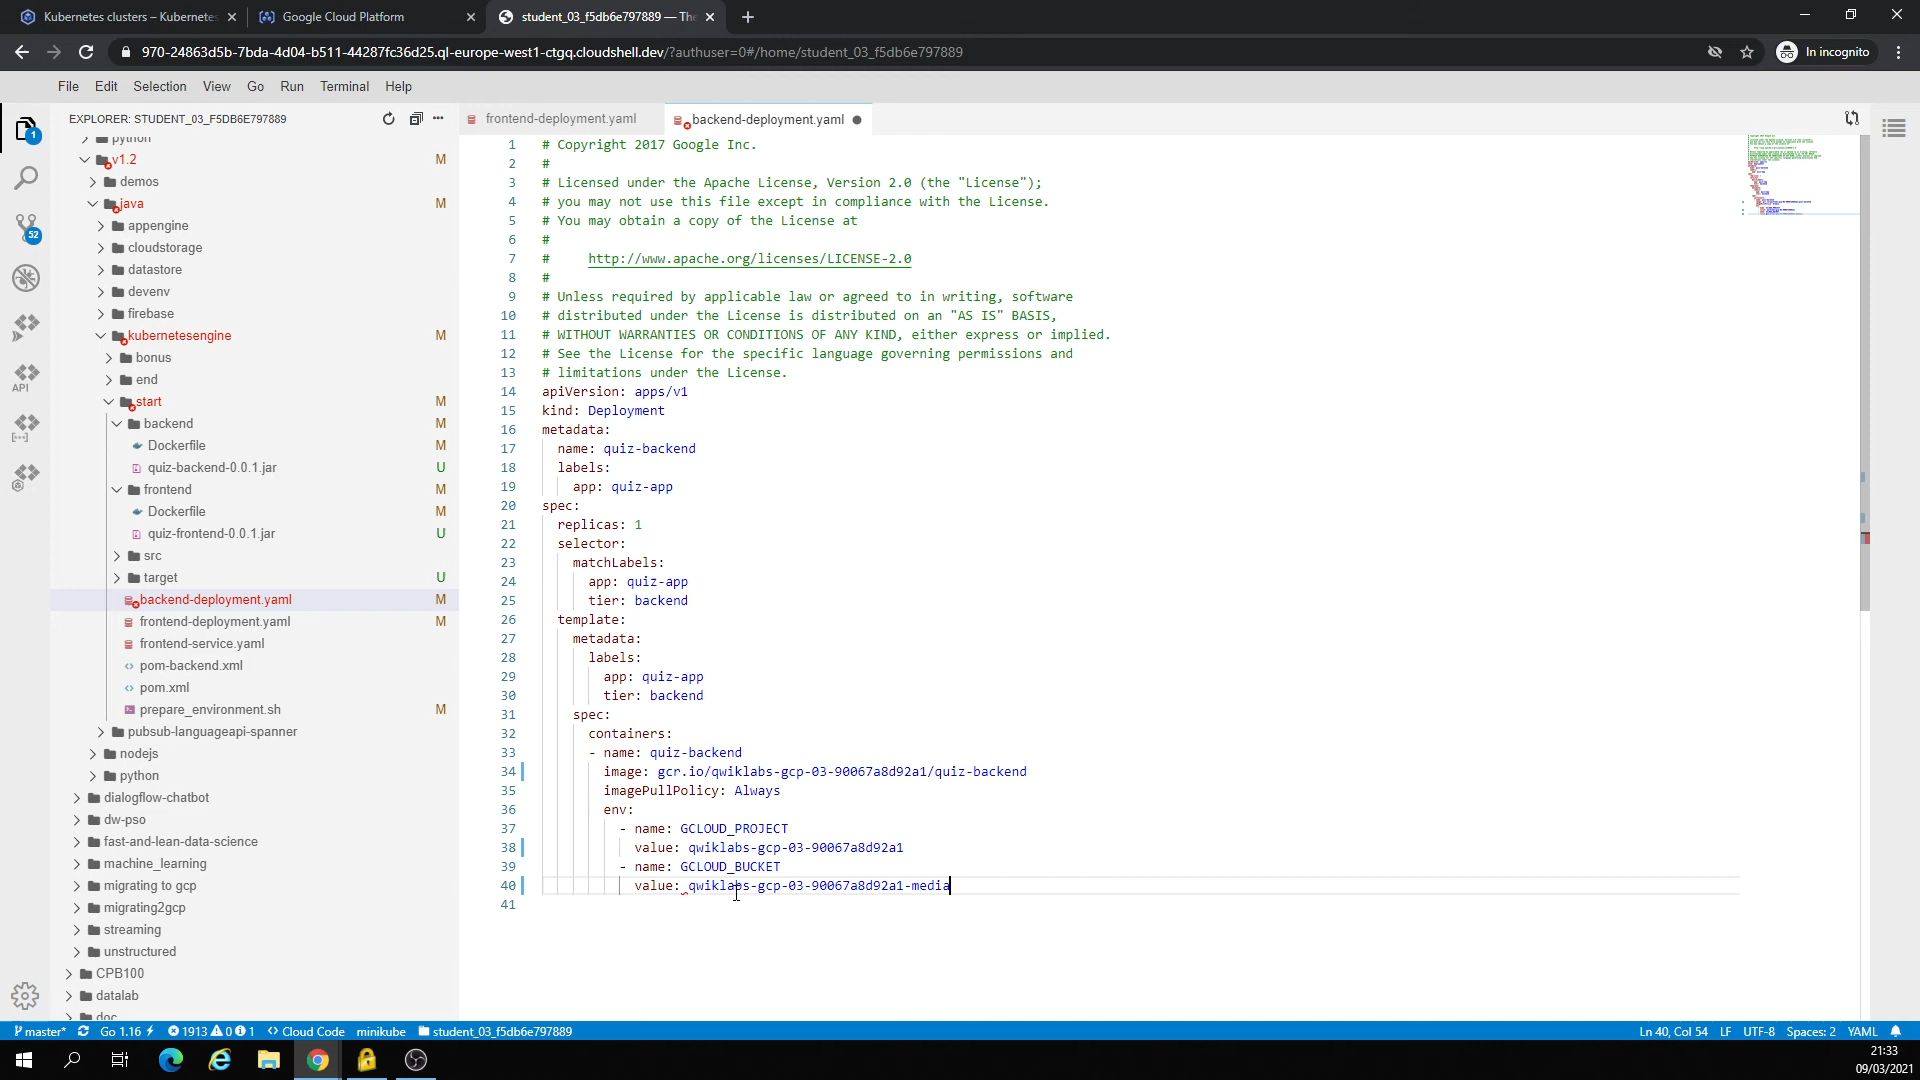 Kubernetes clusters – Kubernetes
Google Cloud Platform
student_03_f5db6e797889 — The
970-24863d5b-7bda-4d04-b511-44287fc36d25.ql-europe-west1-ctgq.cloudshell.dev/?authuser=0#/home/student_03_f5db6e797889
In incognito
File Edit Selection View Go Run Terminal Help
EXPLORER: STUDENT_03_F5DB6E797889
frontend-deployment.yaml
backend-deployment.yaml
1
52
API
python
v1.2 M
demos
java M
appengine
cloudstorage
datastore
devenv
firebase
kubernetesengine M
bonus
end
start M
backend M
Dockerfile M
quiz-backend-0.0.1.jar U
frontend M
Dockerfile M
quiz-frontend-0.0.1.jar U
src
target U
backend-deployment.yaml M
frontend-deployment.yaml M
frontend-service.yaml
pom-backend.xml
pom.xml
prepare_environment.sh M
pubsub-languageapi-spanner
nodejs
python
dialogflow-chatbot
dw-pso
fast-and-lean-data-science
machine_learning
migrating to gcp
migrating2gcp
streaming
unstructured
CPB100
datalab
doc
1 # Copyright 2017 Google Inc.
2 #
3 # Licensed under the Apache License, Version 2.0 (the "License");
4 # you may not use this file except in compliance with the License.
5 # You may obtain a copy of the License at
6 #
7 #     http://www.apache.org/licenses/LICENSE-2.0
8 #
9 # Unless required by applicable law or agreed to in writing, software
10 # distributed under the License is distributed on an "AS IS" BASIS,
11 # WITHOUT WARRANTIES OR CONDITIONS OF ANY KIND, either express or implied.
12 # See the License for the specific language governing permissions and
13 # limitations under the License.
14 apiVersion: apps/v1
15 kind: Deployment
16 metadata:
17   name: quiz-backend
18   labels:
19     app: quiz-app
20 spec:
21   replicas: 1
22   selector:
23     matchLabels:
24       app: quiz-app
25       tier: backend
26   template:
27     metadata:
28       labels:
29         app: quiz-app
30         tier: backend
31     spec:
32       containers:
33       - name: quiz-backend
34         image: gcr.io/qwiklabs-gcp-03-90067a8d92a1/quiz-backend
35         imagePullPolicy: Always
36         env:
37           - name: GCLOUD_PROJECT
38             value: qwiklabs-gcp-03-90067a8d92a1
39           - name: GCLOUD_BUCKET
40             value: qwiklabs-gcp-03-90067a8d92a1-media
41
master* Go 1.16 1913 0 1 Cloud Code minikube student_03_f5db6e797889 Ln 40, Col 54 LF UTF-8 Spaces: 2 YAML
21:33
09/03/2021